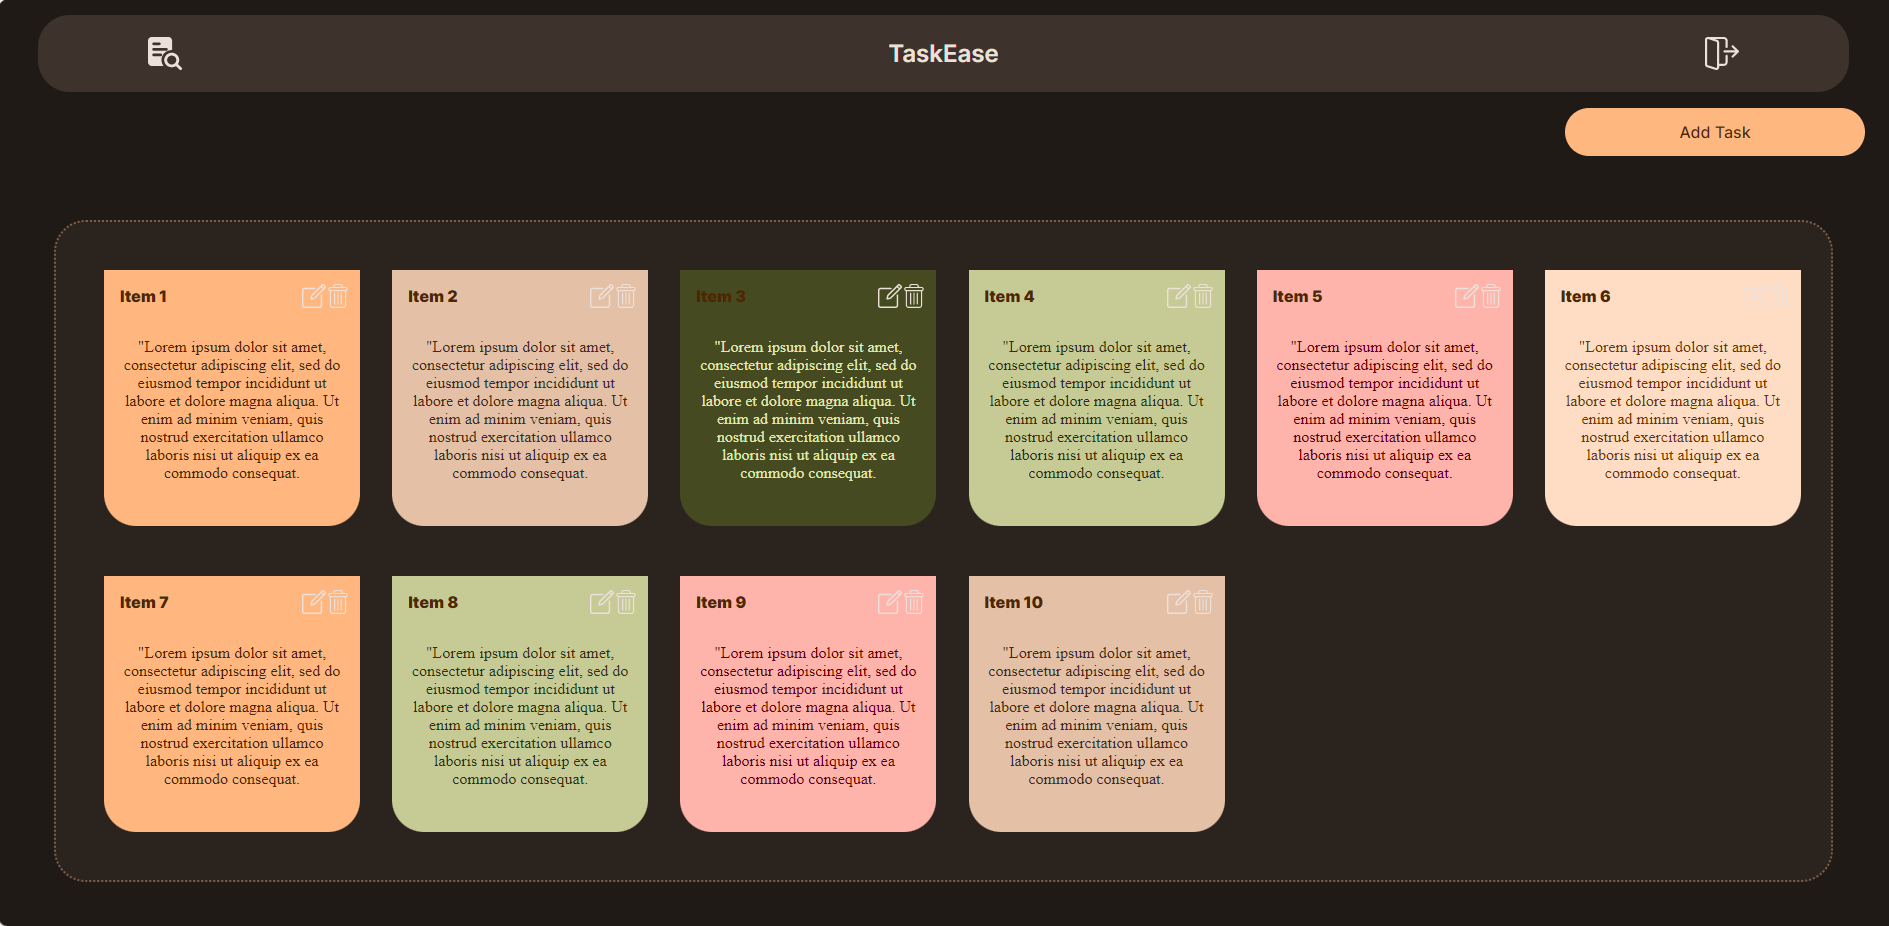 TaskEase
Add Task
Item 1
"Lorem ipsum dolor sit amet,
consectetur adipiscing elit, sed do
eiusmod tempor incididunt ut
labore et dolore magna aliqua. Ut
enim ad minim veniam, quis
nostrud exercitation ullamco
laboris nisi ut aliquip ex ea
commodo consequat.
Item 2
"Lorem ipsum dolor sit amet,
consectetur adipiscing elit, sed do
eiusmod tempor incididunt ut
labore et dolore magna aliqua. Ut
enim ad minim veniam, quis
nostrud exercitation ullamco
laboris nisi ut aliquip ex ea
commodo consequat.
Item 3
"Lorem ipsum dolor sit amet,
consectetur adipiscing elit, sed do
eiusmod tempor incididunt ut
labore et dolore magna aliqua. Ut
enim ad minim veniam, quis
nostrud exercitation ullamco
laboris nisi ut aliquip ex ea
commodo consequat.
Item 4
"Lorem ipsum dolor sit amet,
consectetur adipiscing elit, sed do
eiusmod tempor incididunt ut
labore et dolore magna aliqua. Ut
enim ad minim veniam, quis
nostrud exercitation ullamco
laboris nisi ut aliquip ex ea
commodo consequat.
Item 5
"Lorem ipsum dolor sit amet,
consectetur adipiscing elit, sed do
eiusmod tempor incididunt ut
labore et dolore magna aliqua. Ut
enim ad minim veniam, quis
nostrud exercitation ullamco
laboris nisi ut aliquip ex ea
commodo consequat.
Item 6
"Lorem ipsum dolor sit amet,
consectetur adipiscing elit, sed do
eiusmod tempor incididunt ut
labore et dolore magna aliqua. Ut
enim ad minim veniam, quis
nostrud exercitation ullamco
laboris nisi ut aliquip ex ea
commodo consequat.
Item 7
"Lorem ipsum dolor sit amet,
consectetur adipiscing elit, sed do
eiusmod tempor incididunt ut
labore et dolore magna aliqua. Ut
enim ad minim veniam, quis
nostrud exercitation ullamco
laboris nisi ut aliquip ex ea
commodo consequat.
Item 8
"Lorem ipsum dolor sit amet,
consectetur adipiscing elit, sed do
eiusmod tempor incididunt ut
labore et dolore magna aliqua. Ut
enim ad minim veniam, quis
nostrud exercitation ullamco
laboris nisi ut aliquip ex ea
commodo consequat.
Item 9
"Lorem ipsum dolor sit amet,
consectetur adipiscing elit, sed do
eiusmod tempor incididunt ut
labore et dolore magna aliqua. Ut
enim ad minim veniam, quis
nostrud exercitation ullamco
laboris nisi ut aliquip ex ea
commodo consequat.
Item 10
"Lorem ipsum dolor sit amet,
consectetur adipiscing elit, sed do
eiusmod tempor incididunt ut
labore et dolore magna aliqua. Ut
enim ad minim veniam, quis
nostrud exercitation ullamco
laboris nisi ut aliquip ex ea
commodo consequat.